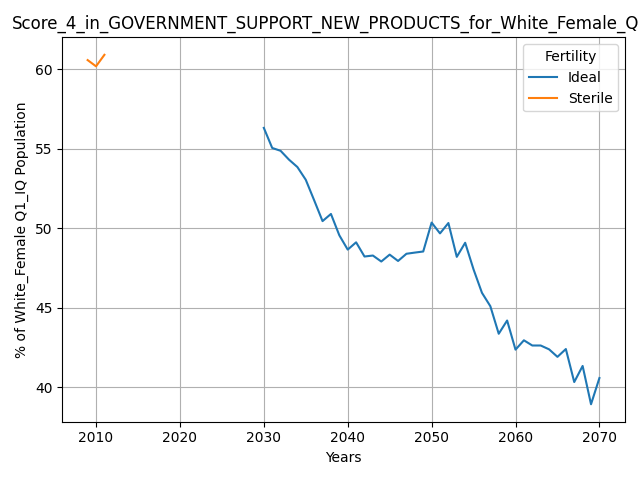 Score_4_in_GOVERNMENT_SUPPORT_NEW_PRODUCTS_for_White_Female_Q
Fertility
Ideal
Sterile
% of White_Female Q1_IQ Population
60
55
50
45
40
2010 2020 2030 2040 2050 2060 2070
Years